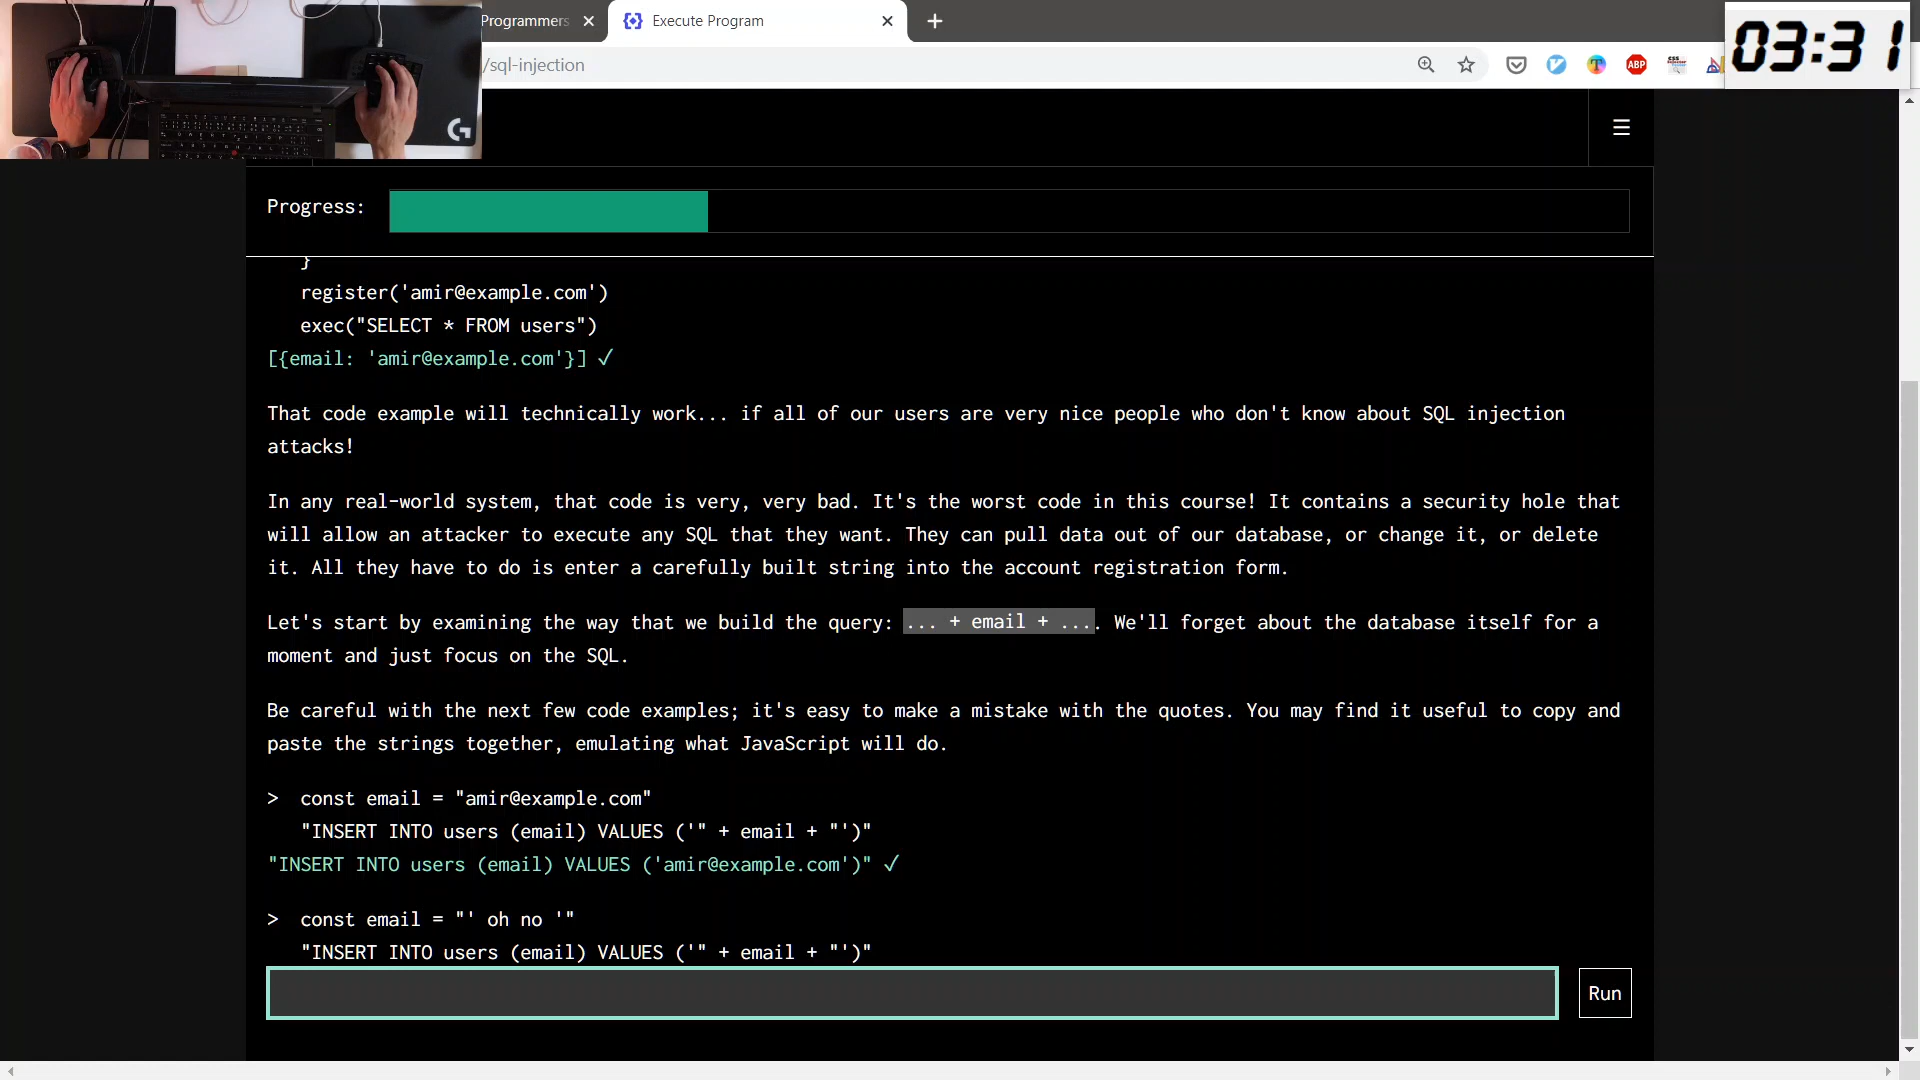 Programmers
Execute Program
03:31
/sql-injection
ABP
Progress:
}
register('amir@example.com')
exec("SELECT * FROM users")
[{email: 'amir@example.com'}] ✓
That code example will technically work... if all of our users are very nice people who don't know about SQL injection
attacks!
In any real-world system, that code is very, very bad. It's the worst code in this course! It contains a security hole that
will allow an attacker to execute any SQL that they want. They can pull data out of our database, or change it, or delete
it. All they have to do is enter a carefully built string into the account registration form.
Let's start by examining the way that we build the query: ... + email + .... We'll forget about the database itself for a
moment and just focus on the SQL.
Be careful with the next few code examples; it's easy to make a mistake with the quotes. You may find it useful to copy and
paste the strings together, emulating what JavaScript will do.
> const email = "amir@example.com"
"INSERT INTO users (email) VALUES ('" + email + "')"
"INSERT INTO users (email) VALUES ('amir@example.com')" ✓
> const email = "' oh no '"
"INSERT INTO users (email) VALUES ('" + email + "')"
Run